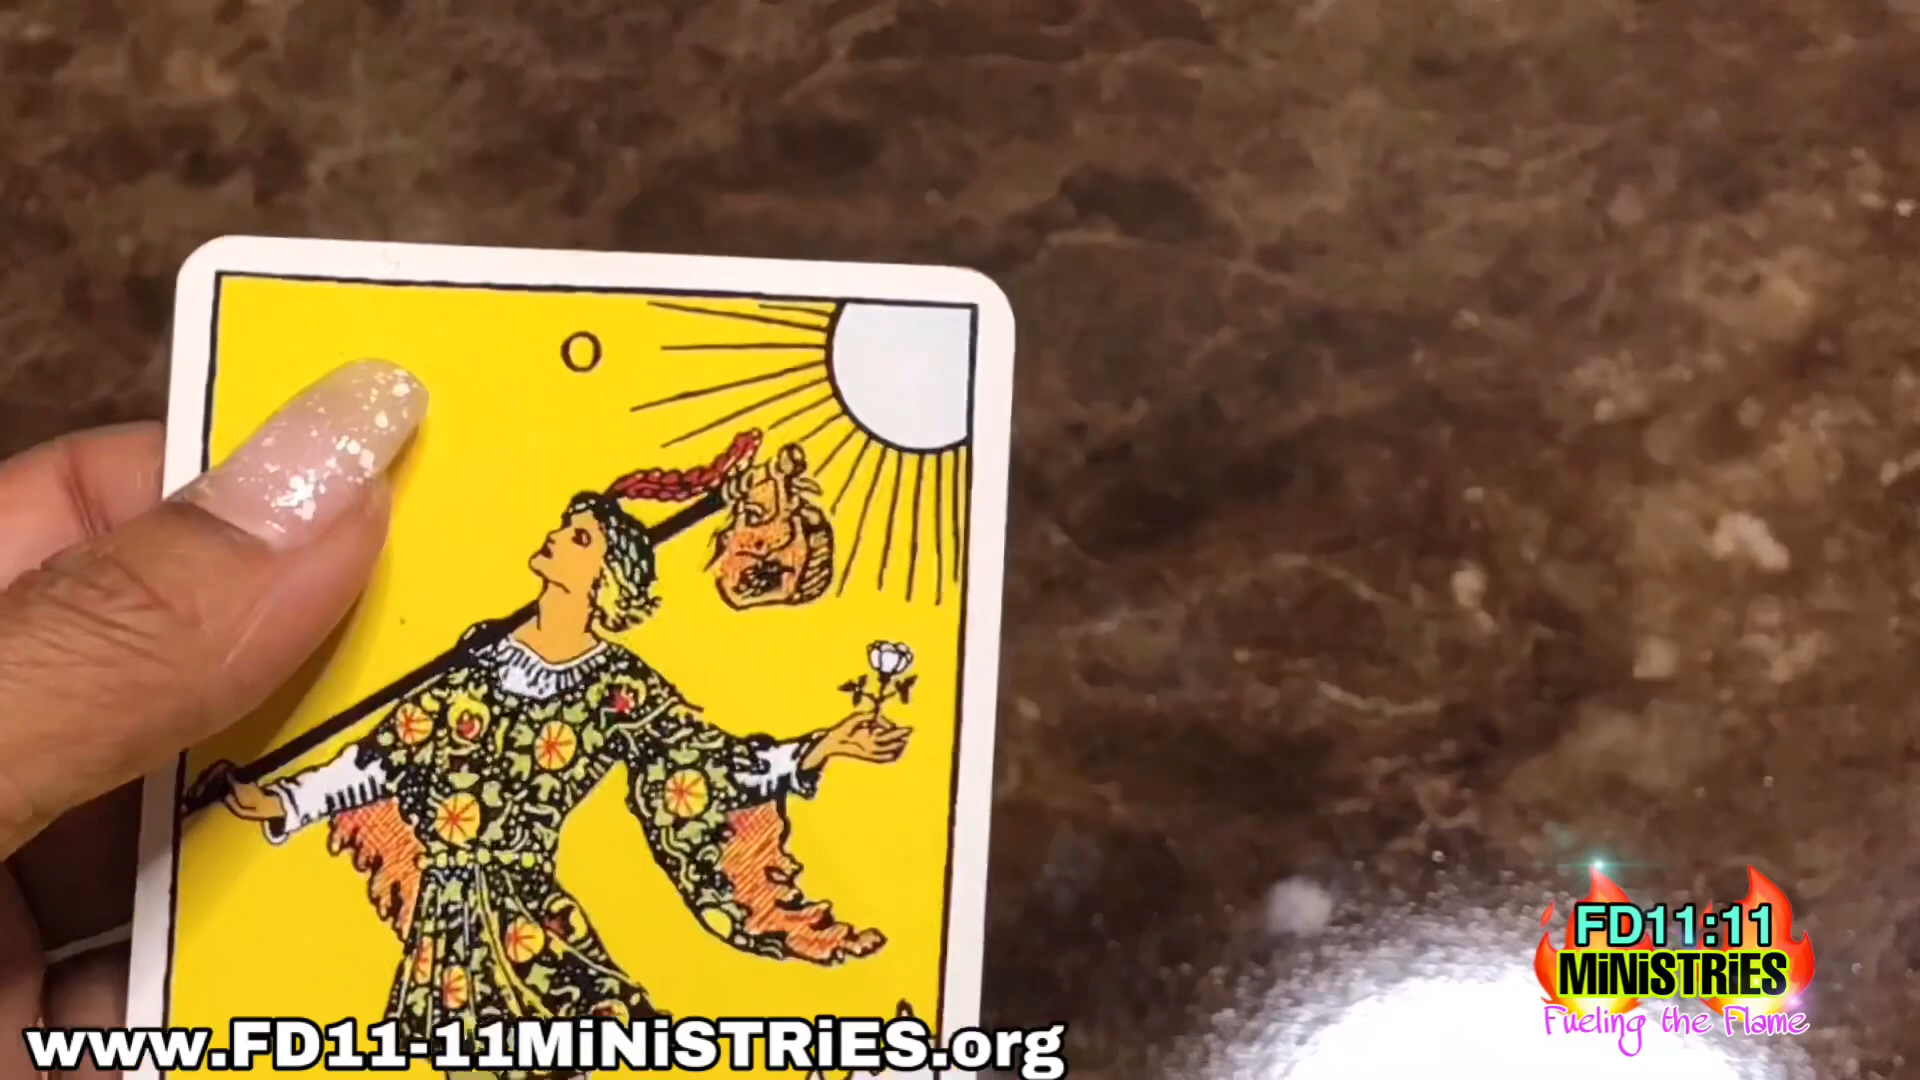 0
FD11:11
MiNiSTRiES
Fueling the Flame
www.FD11-11MiNiSTRiES.org